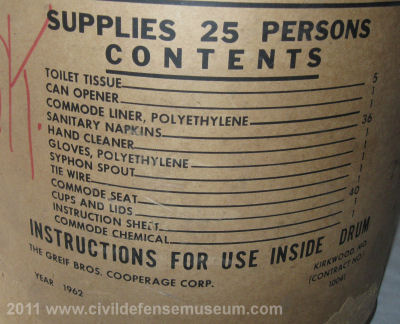 K.
SUPPLIES 25 PERSONS
CONTENTS
TOILET TISSUE 5
CAN OPENER 1
COMMODE LINER, POLYETHYLENE 1
SANITARY NAPKINS 36
HAND CLEANER 1
GLOVES, POLYETHYLENE 1
SYPHON SPOUT 1
TIE WIRE 1
COMMODE SEAT 1
CUPS AND LIDS 40
INSTRUCTION SHEET 1
COMMODE CHEMICAL 1
INSTRUCTIONS FOR USE INSIDE DRUM
THE GREIF BROS. COOPERAGE CORP.
KIRKWOOD, MO.
(CONTRACT NO.)
YEAR 1962
2011 www.civildefensemuseum.com